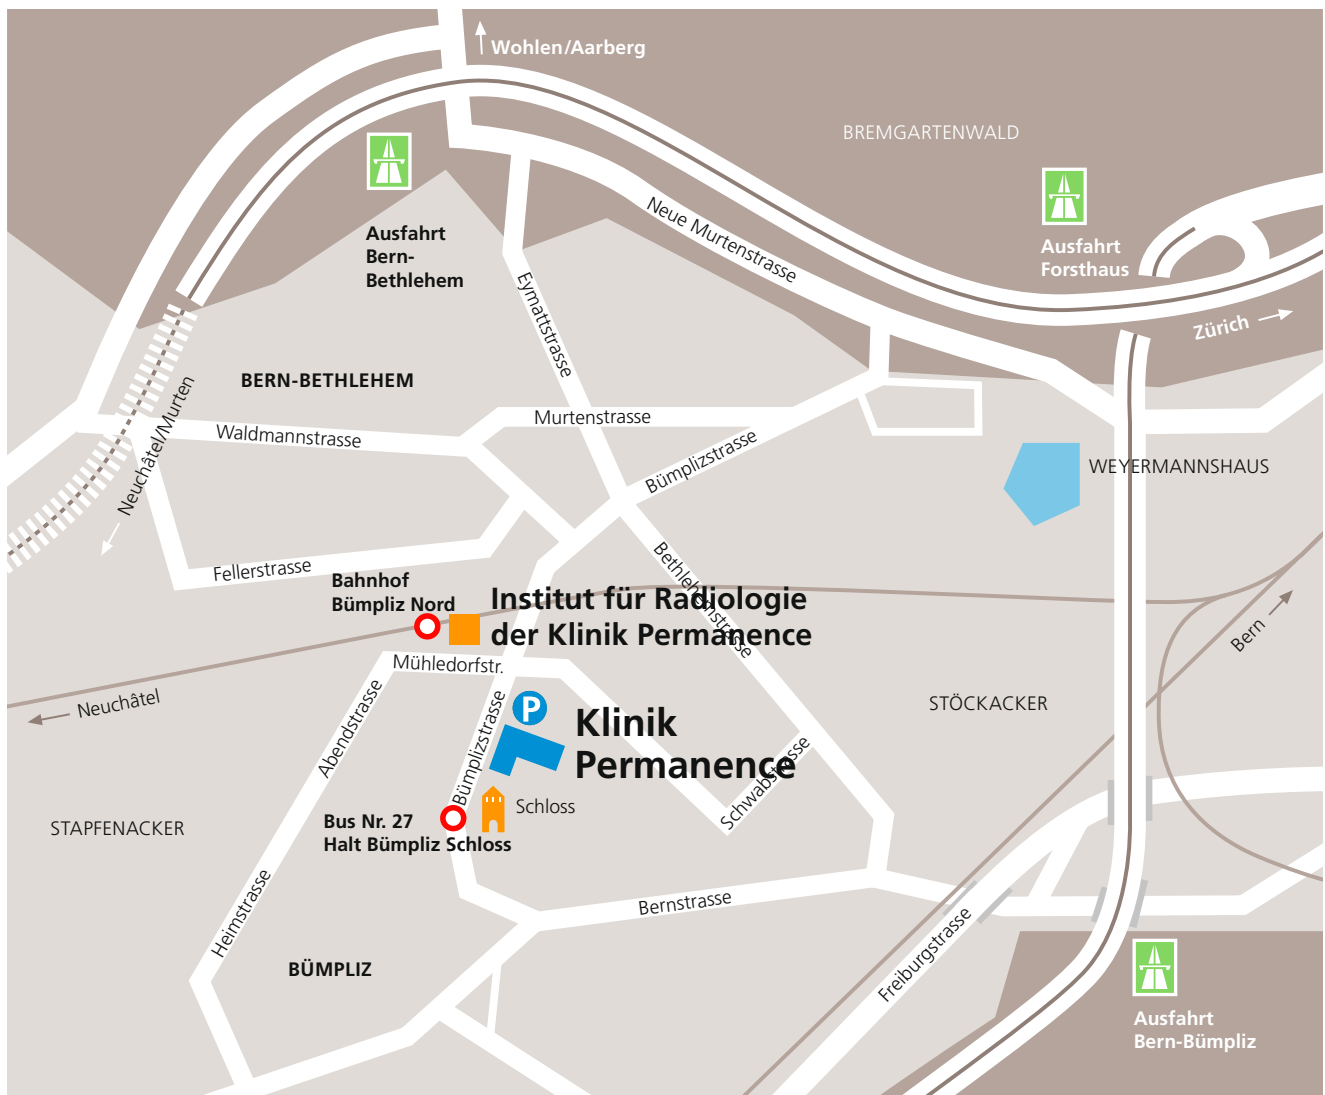 Wohlen/Aarberg
BREMGARTENWALD
Ausfahrt
Bern-
Bethlehem
Neue Murtenstrasse
Ausfahrt
Forsthaus
Zürich
Eymattstrasse
BERN-BETHLEHEM
Neuchâtel/Murten
Waldmannstrasse
Murtenstrasse
Bümplizstrasse
WEYERMANNSHAUS
Fellerstrasse
Bethlehemstrasse
Bahnhof
Bümpliz Nord
Institut für Radiologie
der Klinik Permanence
Bern
Mühledorfstr.
Neuchâtel
Abendstrasse
Bümplizstrasse
P
Klinik
Permanence
STÖCKACKER
Schwabstrasse
Schloss
STAPFENACKER
Bus Nr. 27
Halt Bümpliz Schloss
Heimstrasse
Bernstrasse
Freiburgstrasse
BÜMPLIZ
Ausfahrt
Bern-Bümpliz